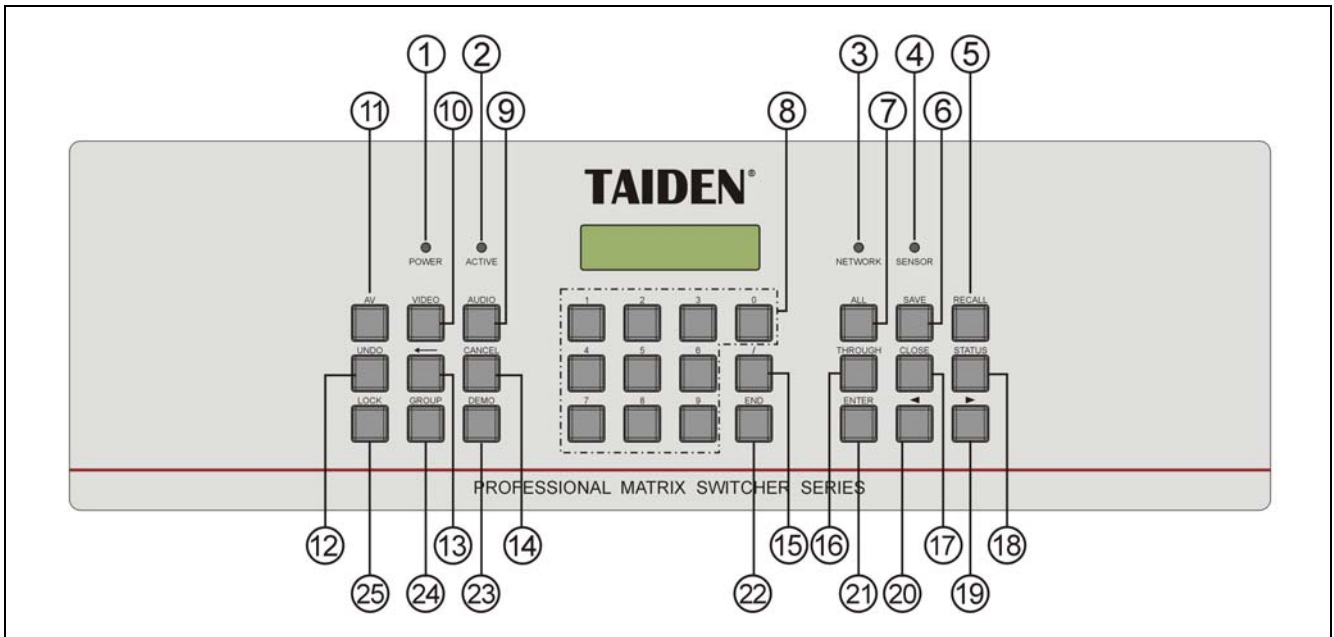 ① ② ③ ④ ⑤
⑪ ⑩ ⑨ ⑧ ⑦ ⑥
TAIDEN®
POWER ACTIVE NETWORK SENSOR
AV VIDEO AUDIO 1 2 3 0 ALL SAVE RECALL
UNDO ← CANCEL 4 5 6 / THROUGH CLOSE STATUS
LOCK GROUP DEMO 7 8 9 END ENTER ◄ ►
PROFESSIONAL MATRIX SWITCHER SERIES
⑫ ⑬ ⑭ ⑮ ⑯ ⑰ ⑱
㉕ ㉔ ㉓ ㉒ ㉑ ⑳ ⑲